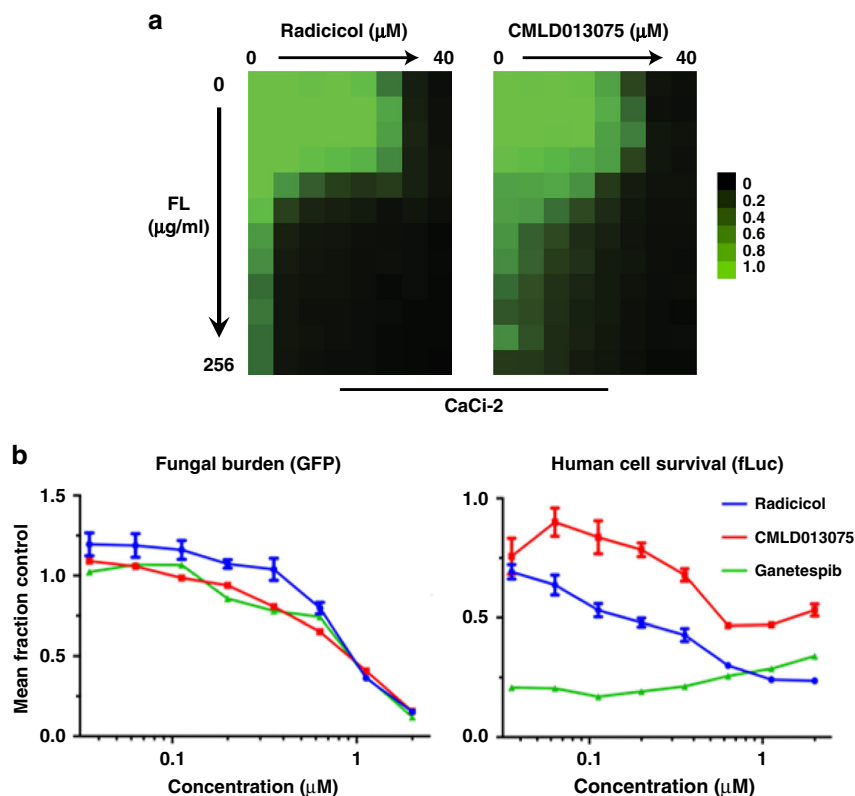 a
Radicicol (μM)
CMLD013075 (μM)
0 40
0 40
0
FL
(μg/ml)
256
0
0.2
0.4
0.6
0.8
1.0
CaCi-2
b
Fungal burden (GFP)
Human cell survival (fLuc)
Mean fraction control
1.5
1.0
0.5
0.0
0.1 1
Concentration (μM)
1.0
0.5
0.0
0.1 1
Concentration (μM)
Radicicol
CMLD013075
Ganetespib